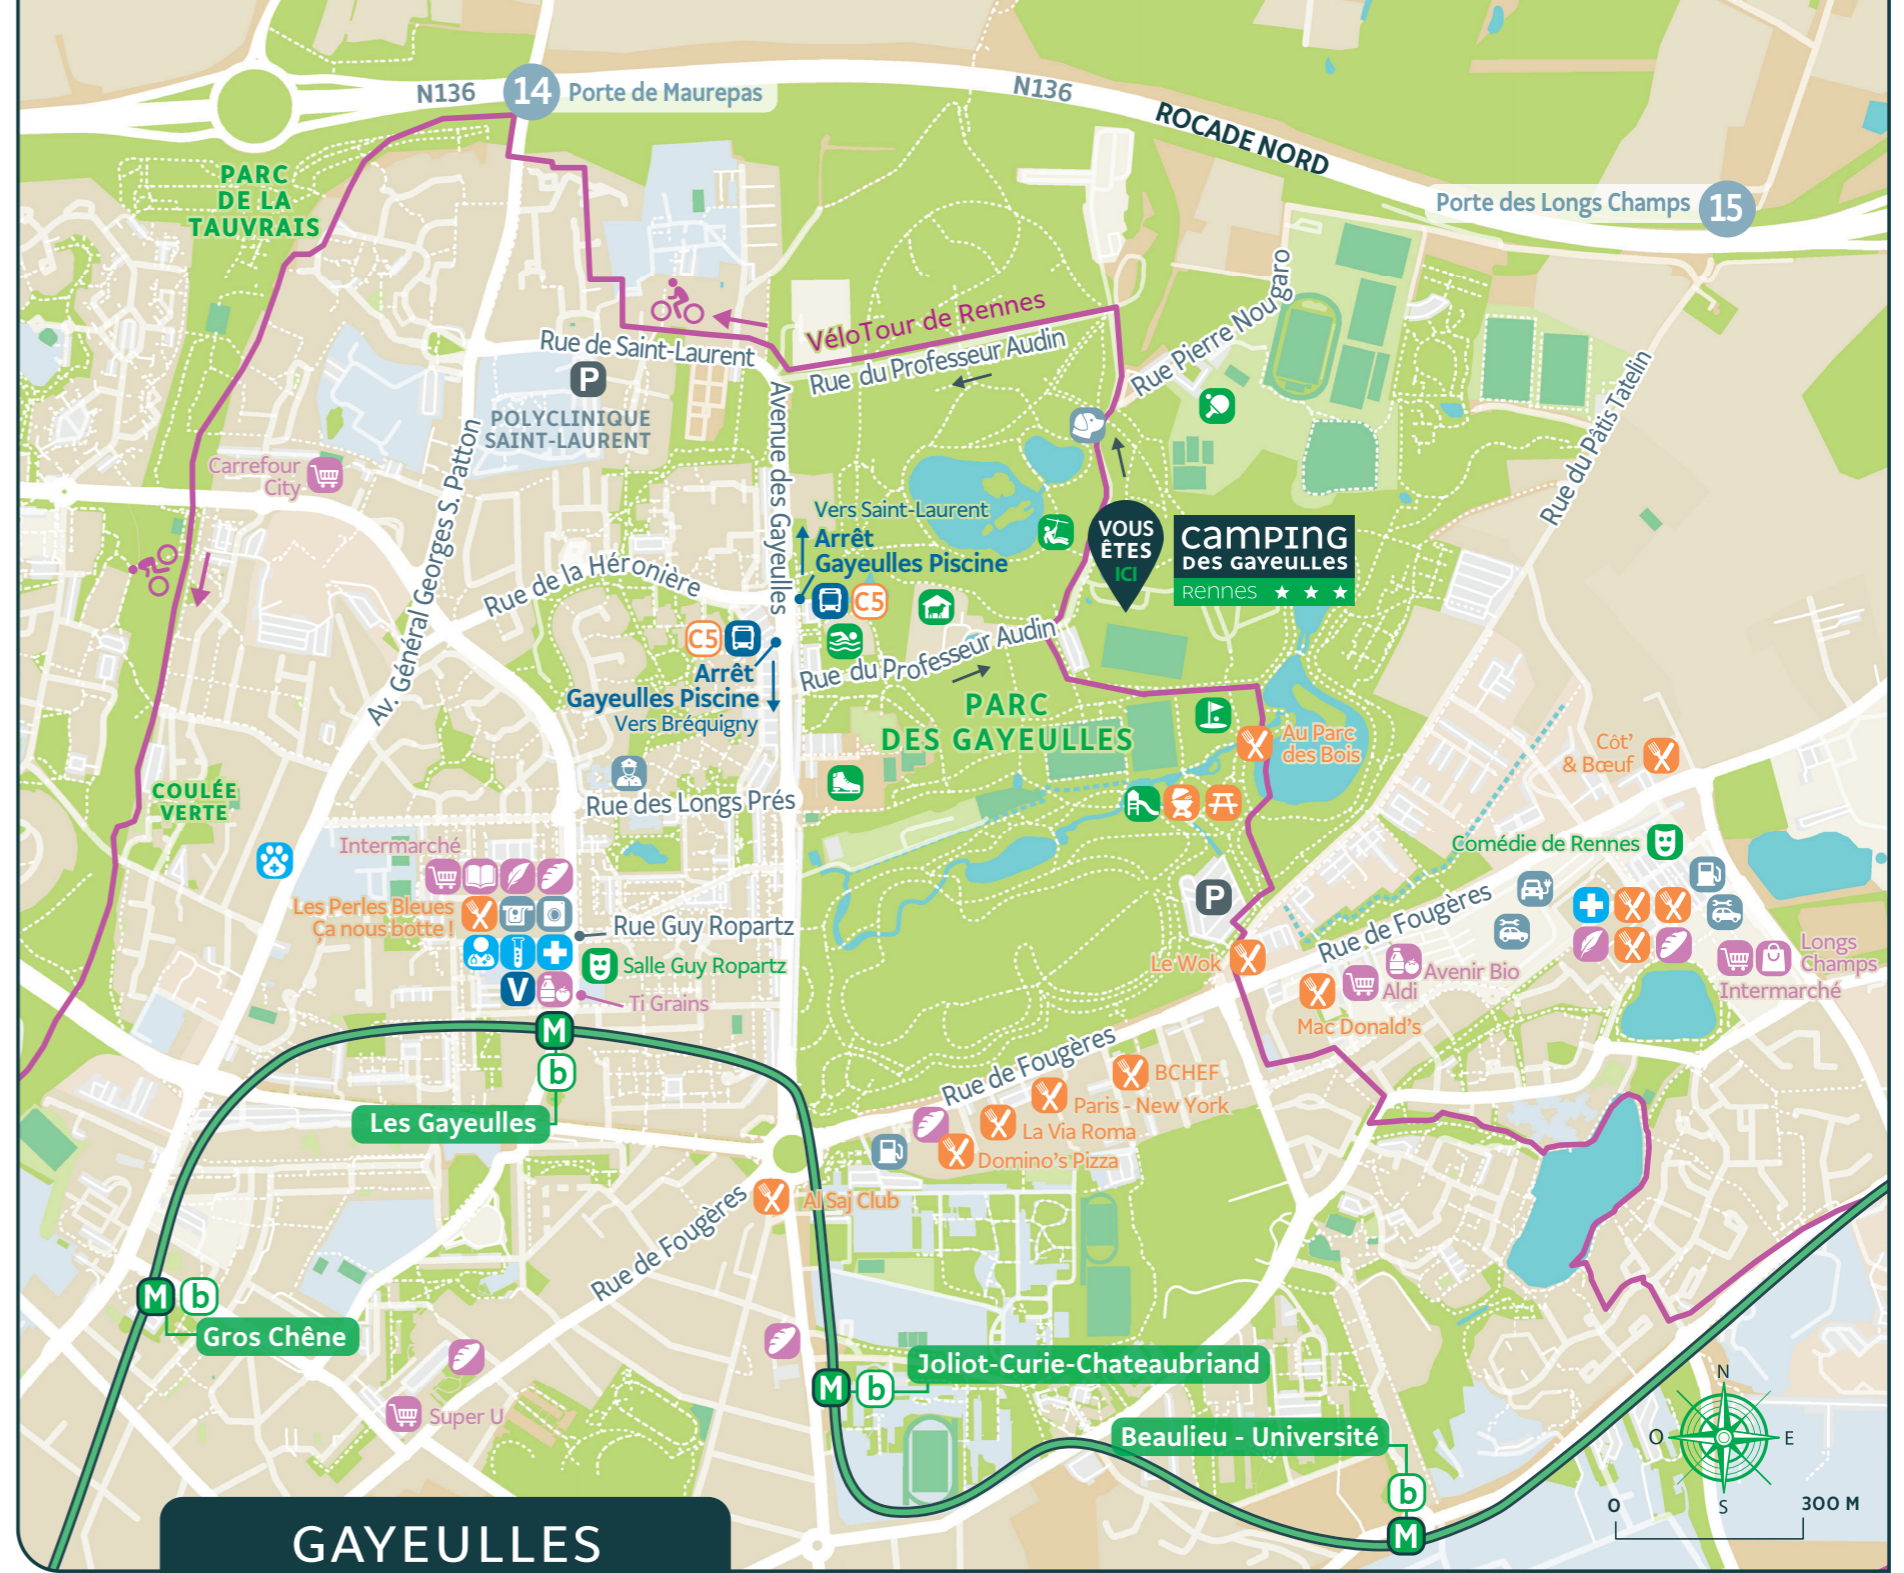 N136
14
Porte de Maurepas
N136
ROCADE NORD
Porte des Longs Champs
15
PARC
DE LA
TAUVRAIS
VéloTour de Rennes
Rue du Professeur Audin
Rue Pierre Nougaro
Rue de Saint-Laurent
P
POLYCLINIQUE
SAINT-LAURENT
Avenue des Gayeulles
Rue du Pâtis Tatelin
Carrefour
City
Av. Général Georges S. Patton
Vers Saint-Laurent
Arrêt
Gayeulles Piscine
C5
VOUS
ÊTES
ICI
camping
des gayeulles
Rennes
Rue de la Héronière
C5
Arrêt
Gayeulles Piscine
Vers Bréquigny
Rue du Professeur Audin
PARC
DES GAYEULLES
Au Parc
des Bois
Côt'
& Bœuf
COULÉE
VERTE
Rue des Longs Prés
Intermarché
Les Perles Bleues
Ça nous botte !
Rue Guy Ropartz
Salle Guy Ropartz
V
Ti Grains
P
Comédie de Rennes
Rue de Fougères
Le Wok
Avenir Bio
Aldi
Mac Donald's
Longs
Champs
Intermarché
M
b
Les Gayeulles
Rue de Fougères
BCHEF
Paris - New York
La Via Roma
Domino's Pizza
Al Saj Club
Rue de Fougères
M
b
Gros Chêne
Super U
M
b
Joliot-Curie-Chateaubriand
Beaulieu - Université
b
M
N
O
E
S
0
300 M
GAYEULLES